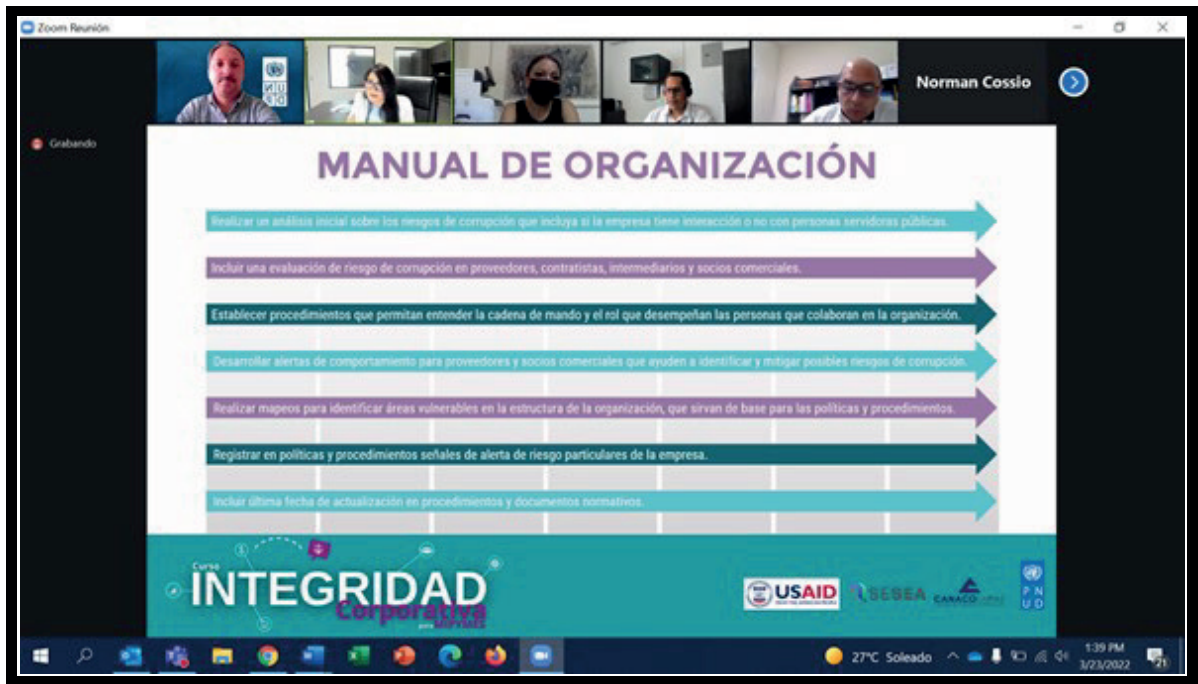 Zoom Reunión
Norman Cossio
Grabando
MANUAL DE ORGANIZACIÓN
Realizar un análisis inicial sobre los riesgos de corrupción que incluya si la empresa tiene interacción o no con personas servidoras públicas.
Incluir una evaluación de riesgo de corrupción en proveedores, contratistas, intermediarios y socios comerciales.
Establecer procedimientos que permitan entender la cadena de mando y el rol que desempeñan las personas que colaboran en la organización.
Desarrollar alertas de comportamiento para proveedores y socios comerciales que ayuden a identificar y mitigar posibles riesgos de corrupción.
Realizar mapeos para identificar áreas vulnerables en la estructura de la organización, que sirvan de base para las políticas y procedimientos.
Registrar en políticas y procedimientos señales de alerta de riesgo particulares de la empresa.
Incluir última fecha de actualización en procedimientos y documentos normativos.
Curso
INTEGRIDAD
Corporativa
para MIPYMES
USAID
SESEA
CANACO
P N
U D
27°C Soleado
1:39 PM
3/23/2022
21